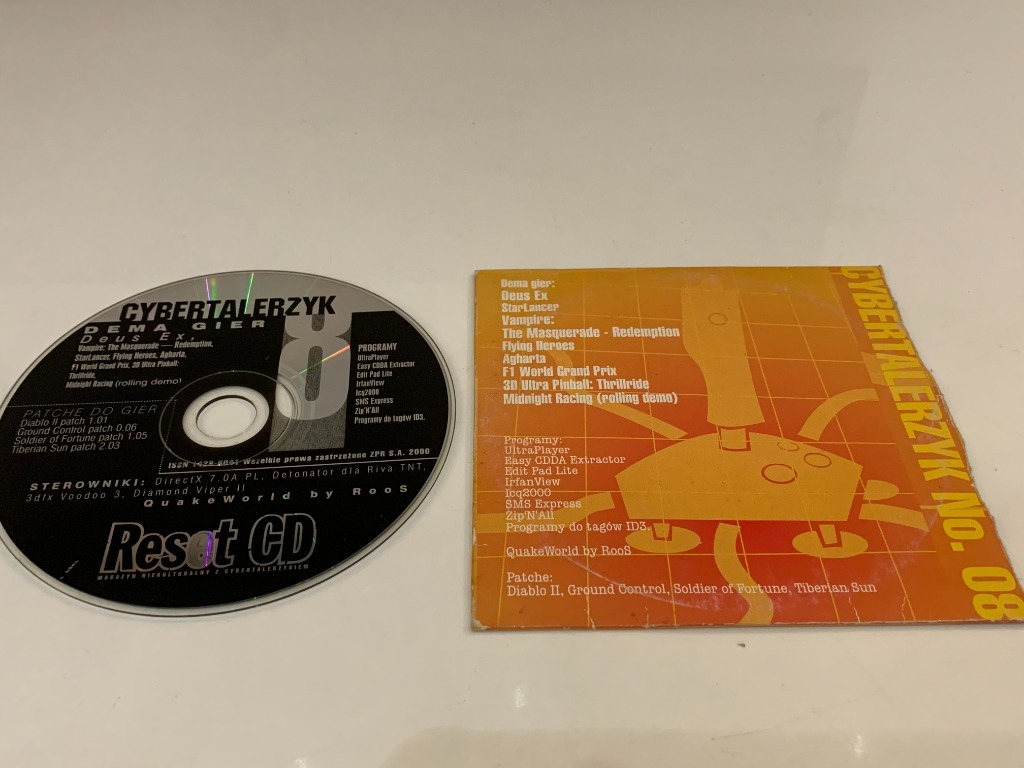 CYBERTALERZYK
8
DEMA GIER
Deus Ex,
Vampire: The Masquerade — Redemption,
StarLancer, Flying Heroes, Agharta,
F1 World Grand Prix, 3D Ultra Pinball:
Thrillride,
Midnight Racing (rolling demo)
PROGRAMY
UltraPlayer
Easy CDDA Extractor
Edit Pad Lite
IrfanView
Icq2000
SMS Express
Zip'N'All
Programy do tagów ID3.
PATCHE DO GIER
Diablo II patch 1.01
Ground Control patch 0.06
Soldier of Fortune patch 1.05
Tiberian Sun patch 2.03
ISSN Wszelkie prawa zastrzeżone ZPR S.A. 2000
STEROWNIKI: DirectX 7.0A PL, Detonator dla Riva TNT,
3dfx Voodoo 3, Diamond Viper II
QuakeWorld by RooS
Reset CD
MAGAZYN NIEKULTURALNY Z CYBERTALERZYKIEM
Dema gier:
Deus Ex
StarLancer
Vampire:
The Masquerade - Redemption
Flying Heroes
Agharta
F1 World Grand Prix
3D Ultra Pinball: Thrillride
Midnight Racing (rolling demo)
Programy:
UltraPlayer
Easy CDDA Extractor
Edit Pad Lite
IrfanView
Icq2000
SMS Express
Zip'N'All
Programy do tagów ID3.
QuakeWorld by RooS
Patche:
Diablo II, Ground Control, Soldier of Fortune, Tiberian Sun
CYBERTALERZYK No. 08